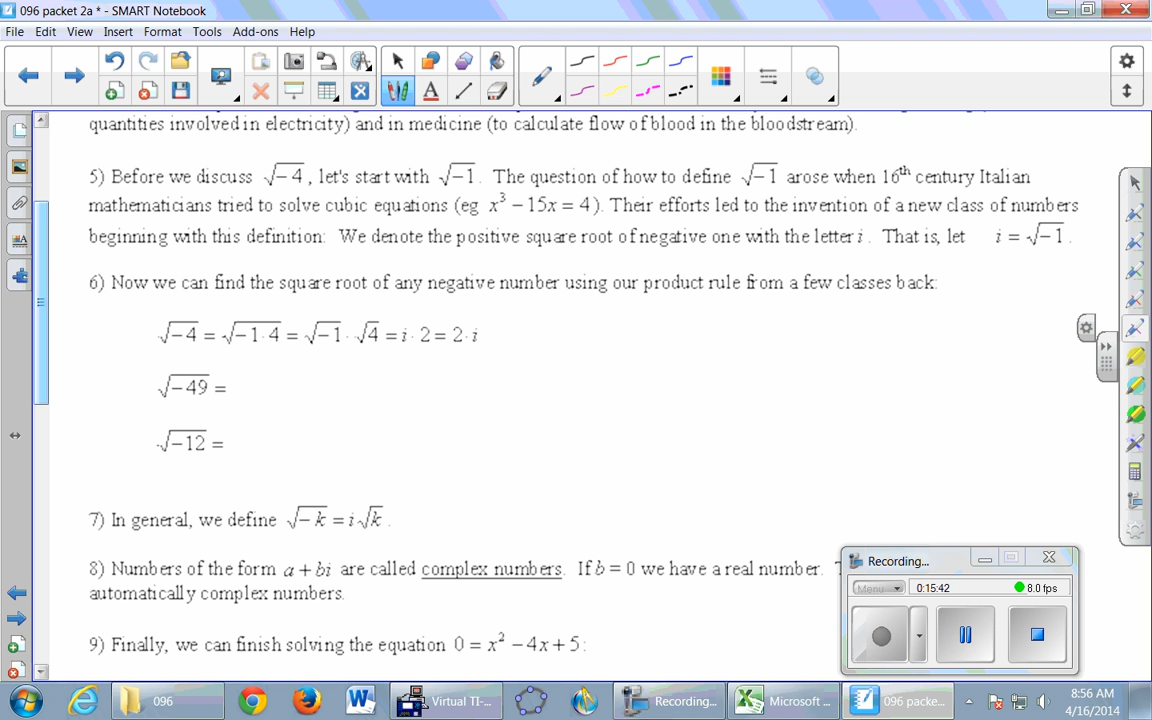 096 packet 2a * - SMART Notebook
File Edit View Insert Format Tools Add-ons Help
quantities involved in electricity) and in medicine (to calculate flow of blood in the bloodstream).
5) Before we discuss √-4, let's start with √-1. The question of how to define √-1 arose when 16th century Italian
mathematicians tried to solve cubic equations (eg x³ - 15x = 4). Their efforts led to the invention of a new class of numbers
beginning with this definition: We denote the positive square root of negative one with the letter i. That is, let i = √-1.
6) Now we can find the square root of any negative number using our product rule from a few classes back:
√-4 = √-1·4 = √-1 · √4 = i · 2 = 2 · i
√-49 =
√-12 =
7) In general, we define √-k = i√k.
8) Numbers of the form a + bi are called complex numbers. If b = 0 we have a real number.
automatically complex numbers.
9) Finally, we can finish solving the equation 0 = x² - 4x + 5:
Recording...
Menu 0:15:42 8.0 fps
096 Virtual TI-... Recording... Microsoft ... 096 packe...
8:56 AM
4/16/2014